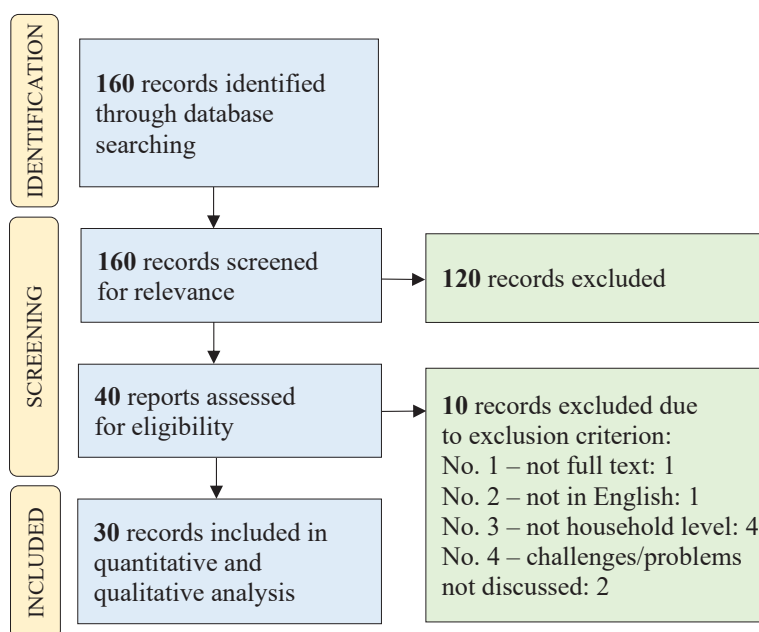 IDENTIFICATION
160 records identified
through database
searching
SCREENING
160 records screened
for relevance
120 records excluded
40 reports assessed
for eligibility
10 records excluded due
to exclusion criterion:
No. 1 – not full text: 1
No. 2 – not in English: 1
No. 3 – not household level: 4
No. 4 – challenges/problems
not discussed: 2
INCLUDED
30 records included in
quantitative and
qualitative analysis